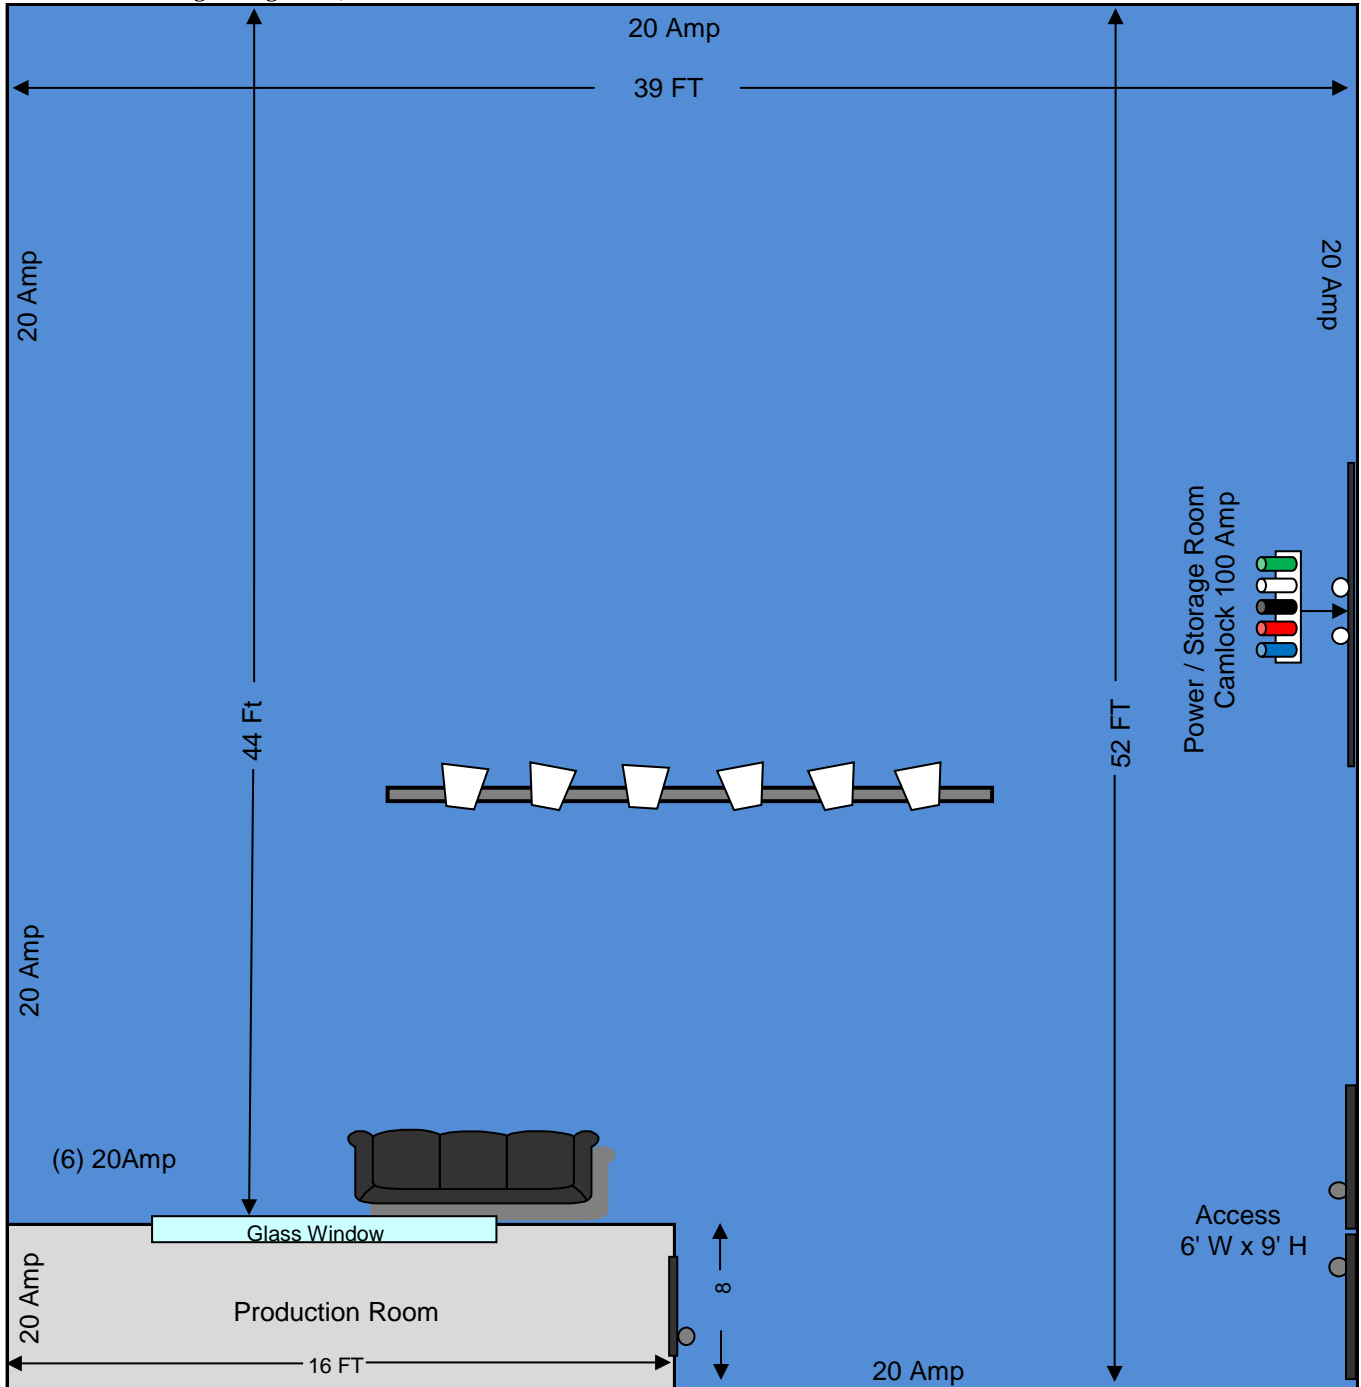 20 Amp
39 FT
20 Amp
20 Amp
Power / Storage Room
Camlock 100 Amp
44 Ft
52 FT
20 Amp
(6) 20Amp
Glass Window
Access
6' W x 9' H
20 Amp
8
Production Room
16 FT
20 Amp